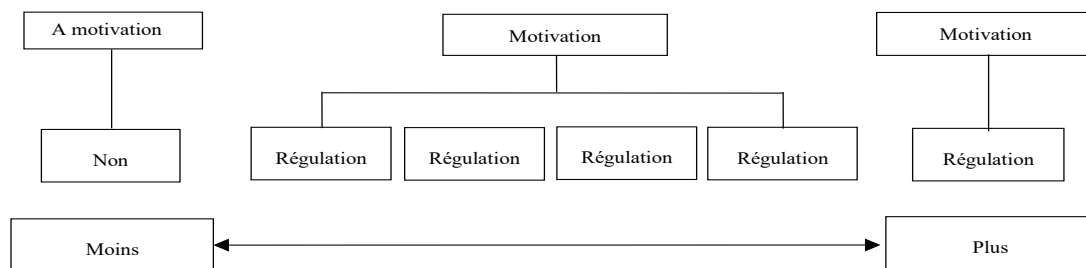 A motivation
Motivation
Motivation
Non
Régulation
Régulation
Régulation
Régulation
Régulation
Moins
Plus